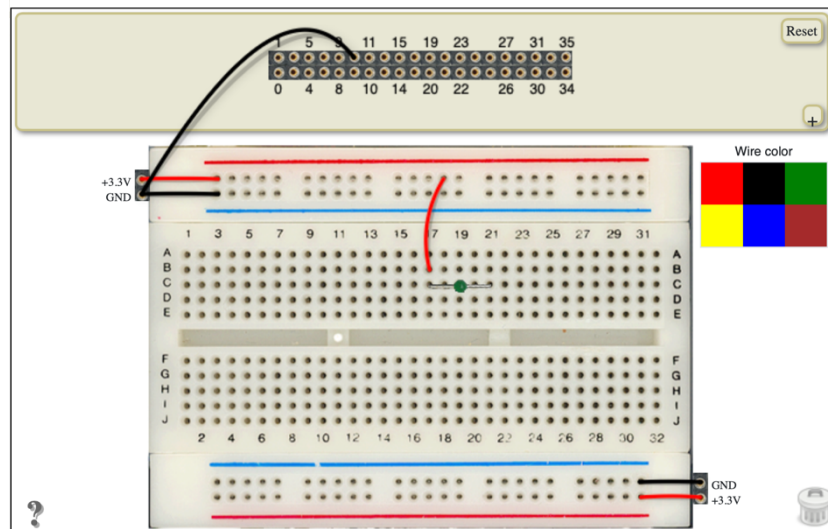 Reset
1 5 9 11 15 19 23 27 31 35
0 4 8 10 14 20 22 26 30 34
+
Wire color
+3.3V
GND
1 3 5 7 9 11 13 15 17 19 21 23 25 27 29 31
A A
B B
C C
D D
E E
F F
G G
H H
I I
J J
2 4 6 8 10 12 14 16 18 20 22 24 26 28 30 32
GND
+3.3V
?